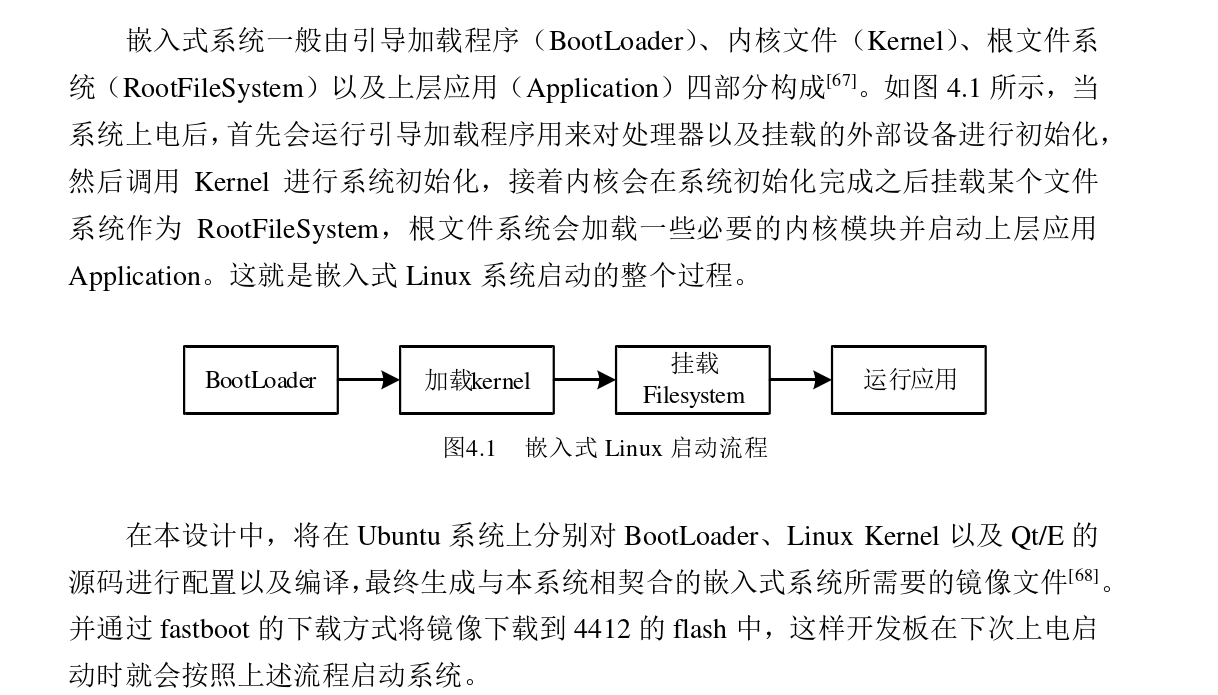 嵌入式系统一般由引导加载程序（BootLoader）、内核文件（Kernel）、根文件系
统（RootFileSystem）以及上层应用（Application）四部分构成[67]。如图 4.1 所示，当
系统上电后，首先会运行引导加载程序用来对处理器以及挂载的外部设备进行初始化，
然后调用 Kernel 进行系统初始化，接着内核会在系统初始化完成之后挂载某个文件
系统作为 RootFileSystem，根文件系统会加载一些必要的内核模块并启动上层应用
Application。这就是嵌入式 Linux 系统启动的整个过程。
BootLoader
加载kernel
挂载
Filesystem
运行应用
图4.1 嵌入式 Linux 启动流程
在本设计中，将在 Ubuntu 系统上分别对 BootLoader、Linux Kernel 以及 Qt/E 的
源码进行配置以及编译，最终生成与本系统相契合的嵌入式系统所需要的镜像文件[68]。
并通过 fastboot 的下载方式将镜像下载到 4412 的 flash 中，这样开发板在下次上电启
动时就会按照上述流程启动系统。